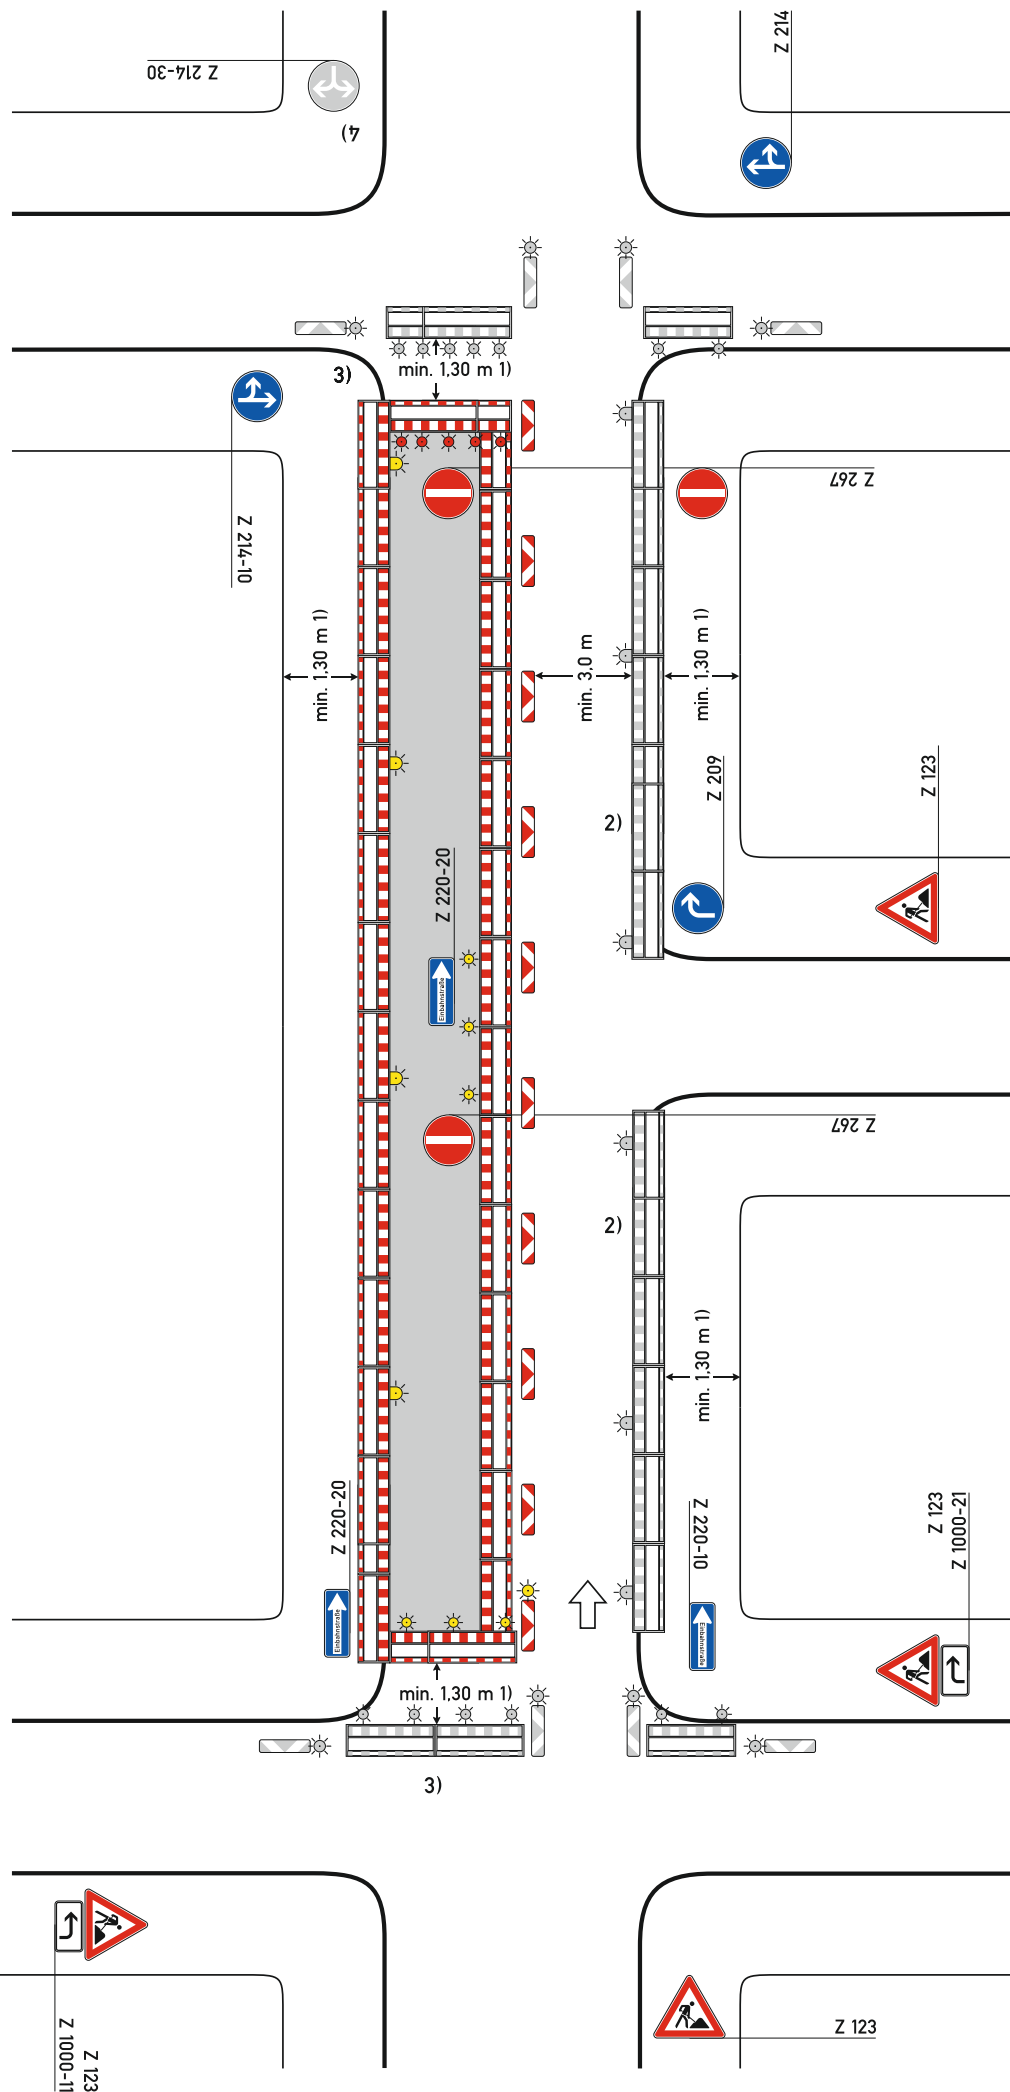 Z 214
Z 214-30
4)
3)
min. 1,30 m 1)
Z 267
Z 214-10
min. 1,30 m 1)
min. 3,0 m
min. 1,30 m 1)
Z 209
Z 123
2)
Z 220-20
Einbahnstraße
Z 267
2)
min. 1,30 m 1)
Z 220-20
Einbahnstraße
Z 220-10
Einbahnstraße
Z 123
Z 1000-21
min. 1,30 m 1)
3)
Z 123
Z 1000-11
Z 123